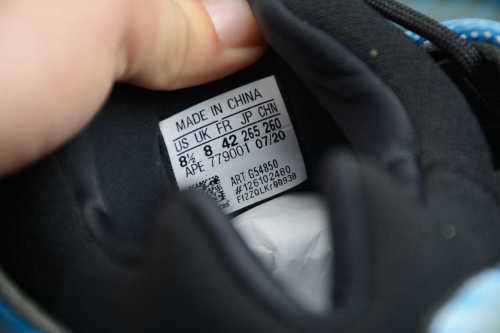 MADE IN CHINA
US UK FR JP CHN
8½ 8 42 265 260
APE 779001 07/20
ART G54850
#126102460